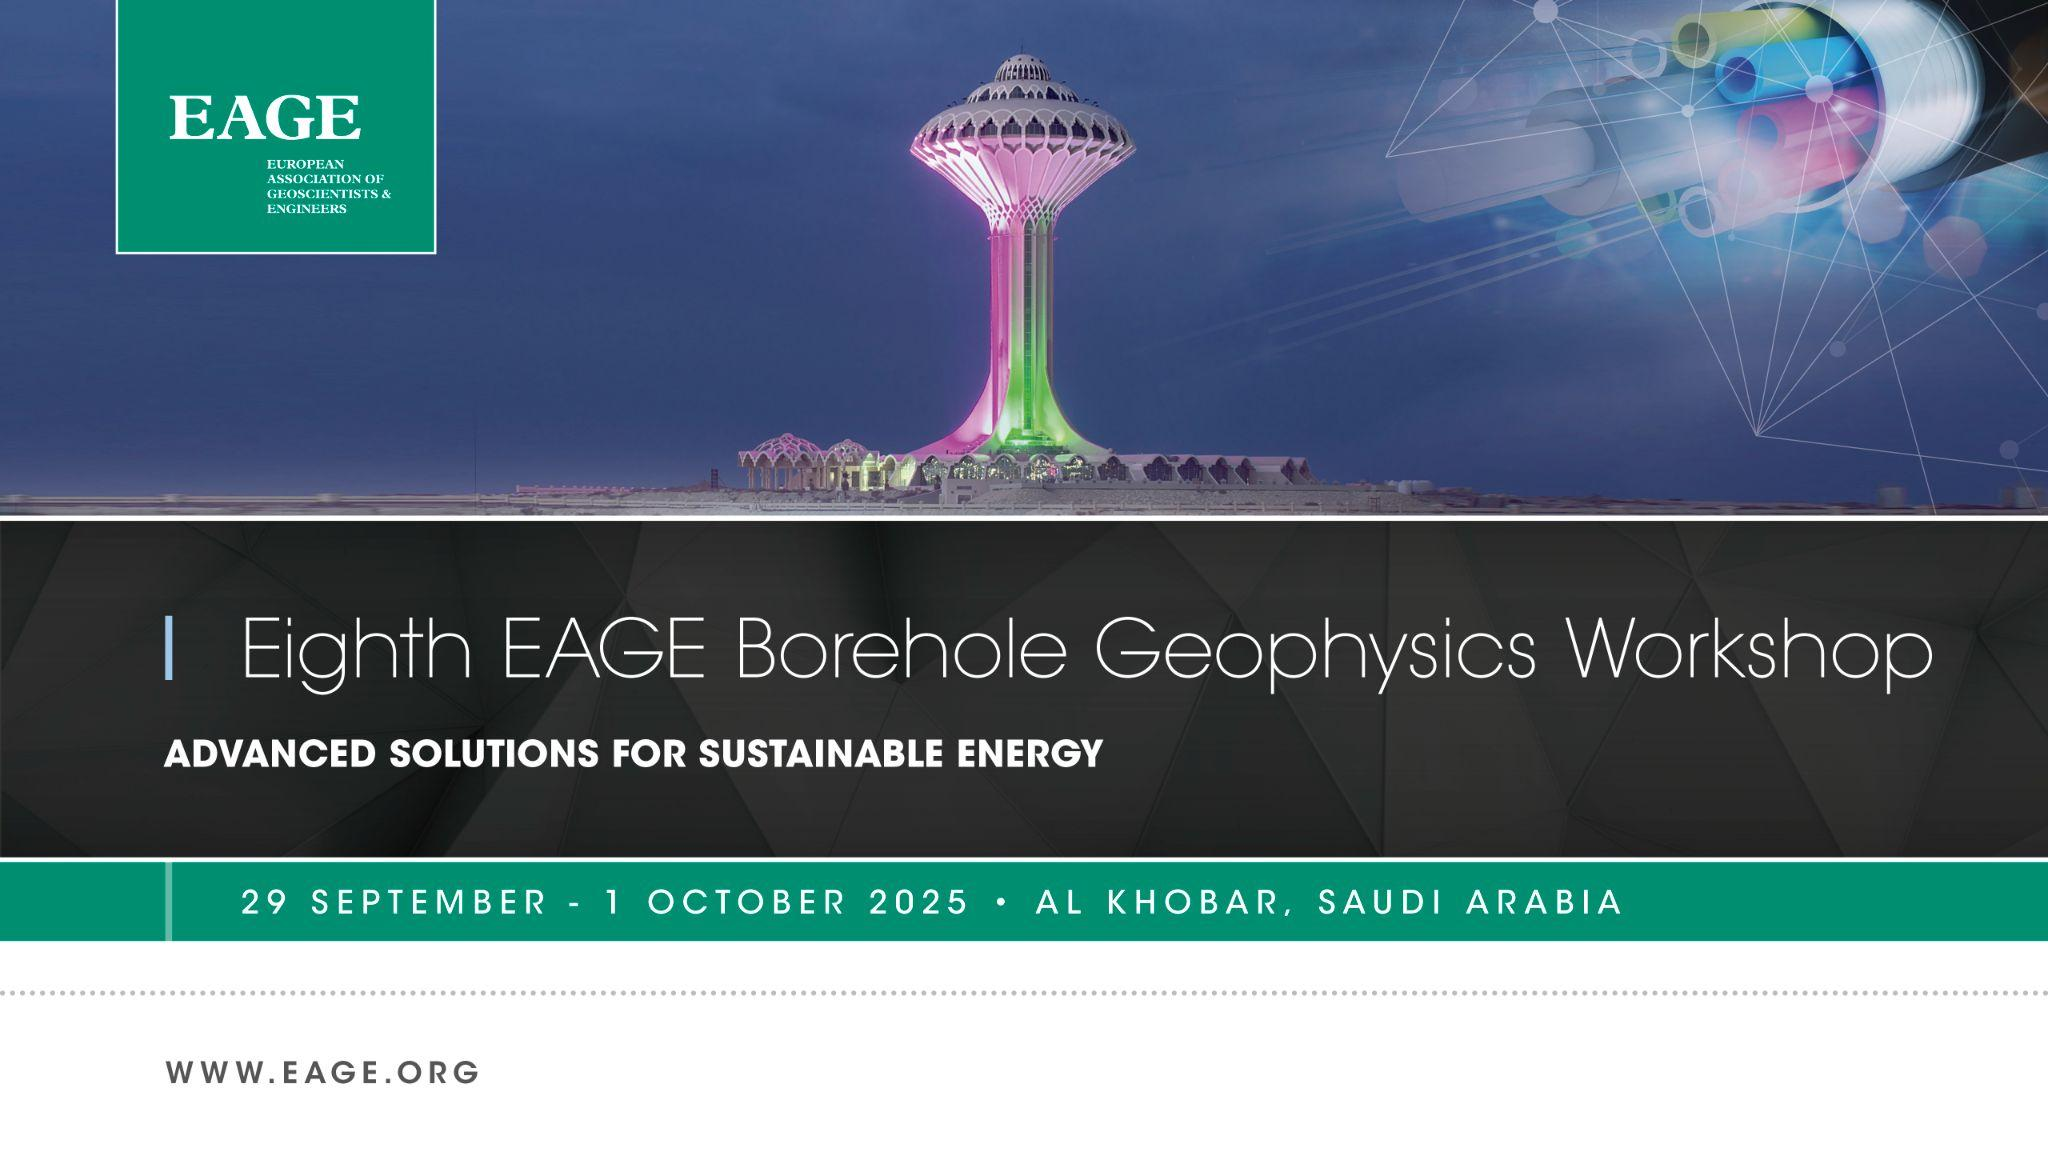 EAGE
EUROPEAN
ASSOCIATION OF
GEOSCIENTISTS &
ENGINEERS
Eighth EAGE Borehole Geophysics Workshop
ADVANCED SOLUTIONS FOR SUSTAINABLE ENERGY
29 SEPTEMBER - 1 OCTOBER 2025 • AL KHOBAR, SAUDI ARABIA
WWW.EAGE.ORG